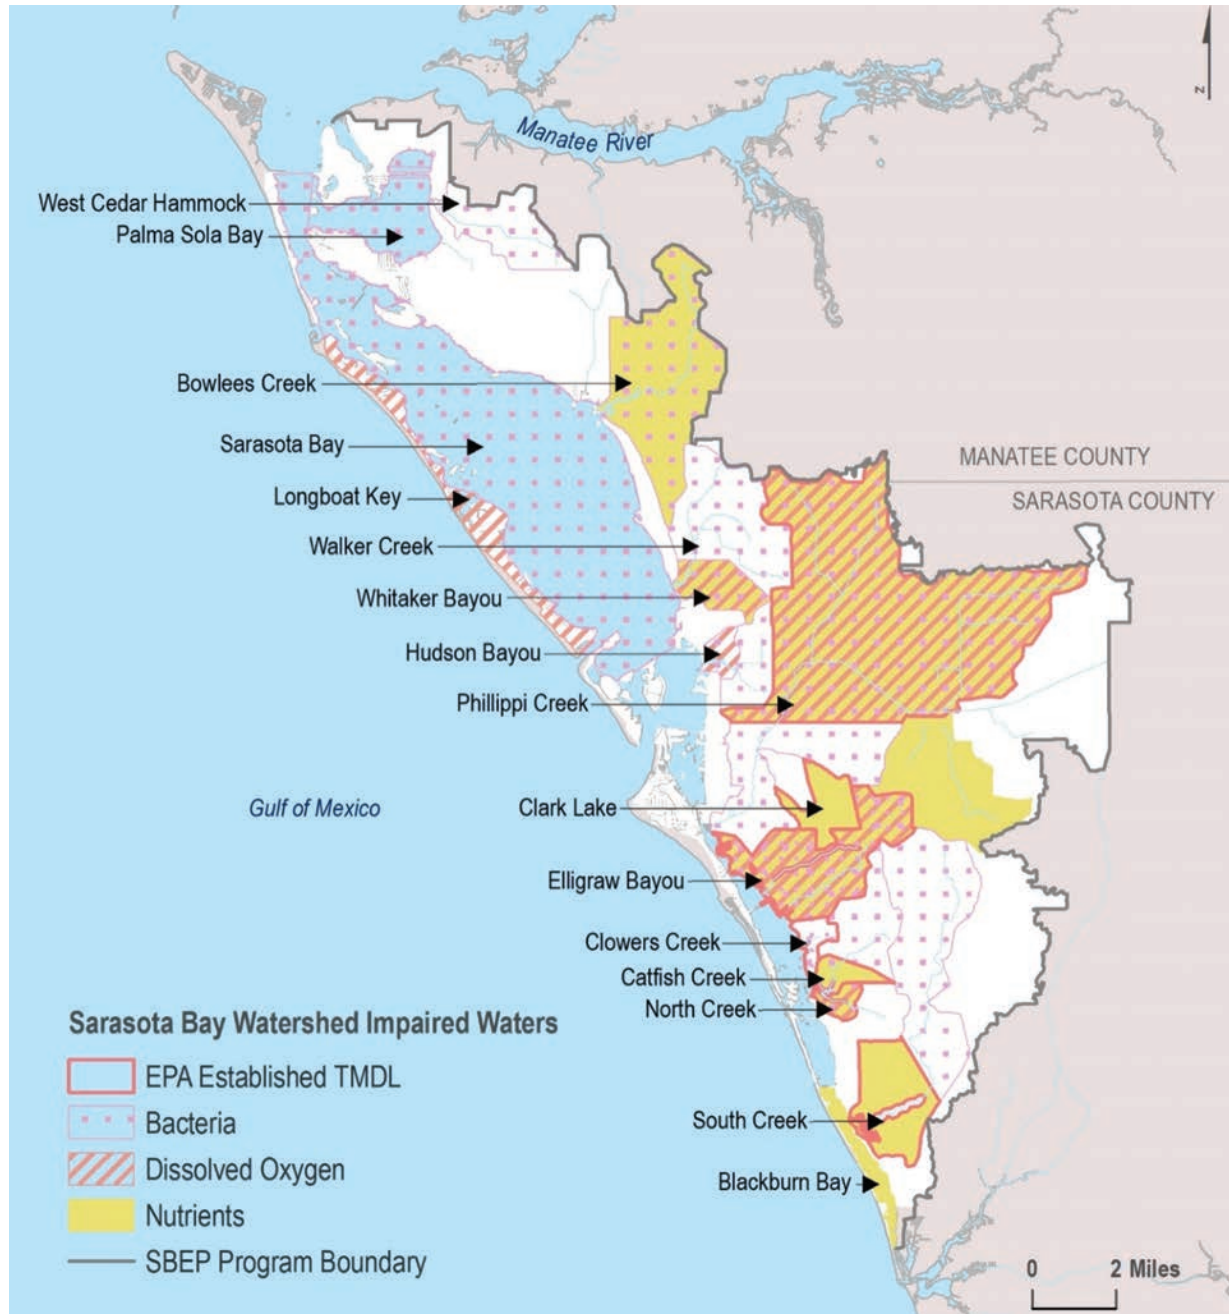 Manatee River
West Cedar Hammock
Palma Sola Bay
Bowlees Creek
Sarasota Bay
MANATEE COUNTY
SARASOTA COUNTY
Longboat Key
Walker Creek
Whitaker Bayou
Hudson Bayou
Phillippi Creek
Gulf of Mexico
Clark Lake
Elligraw Bayou
Clowers Creek
Catfish Creek
North Creek
South Creek
Blackburn Bay
Sarasota Bay Watershed Impaired Waters
EPA Established TMDL
Bacteria
Dissolved Oxygen
Nutrients
SBEP Program Boundary
0 2 Miles
N